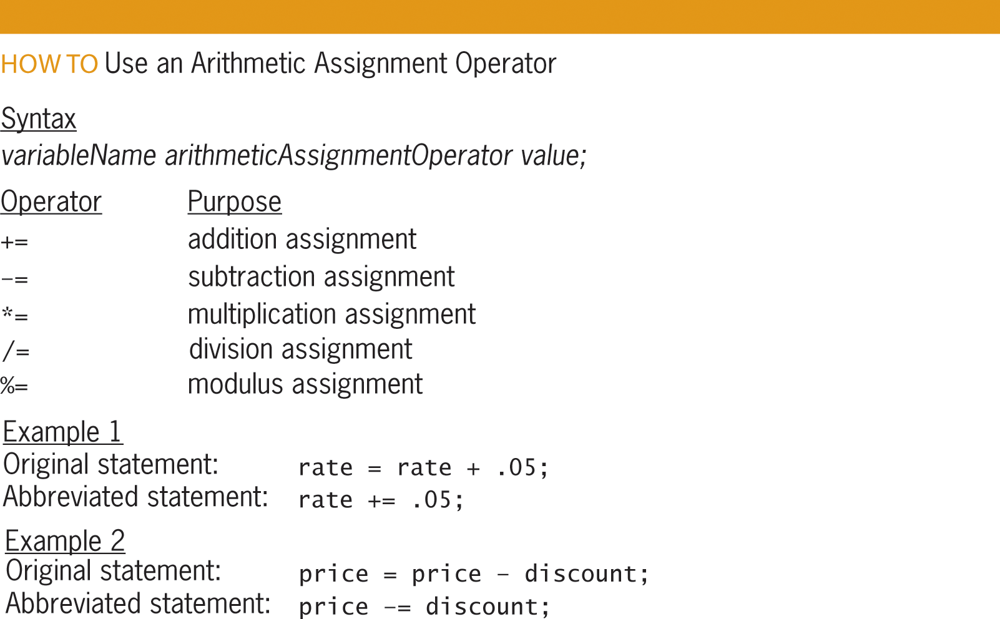 HOW TO Use an Arithmetic Assignment Operator
Syntax
variableName arithmeticAssignmentOperator value;
Operator Purpose
+= addition assignment
-= subtraction assignment
*= multiplication assignment
/= division assignment
%= modulus assignment
Example 1
Original statement: rate = rate + .05;
Abbreviated statement: rate += .05;
Example 2
Original statement: price = price - discount;
Abbreviated statement: price -= discount;